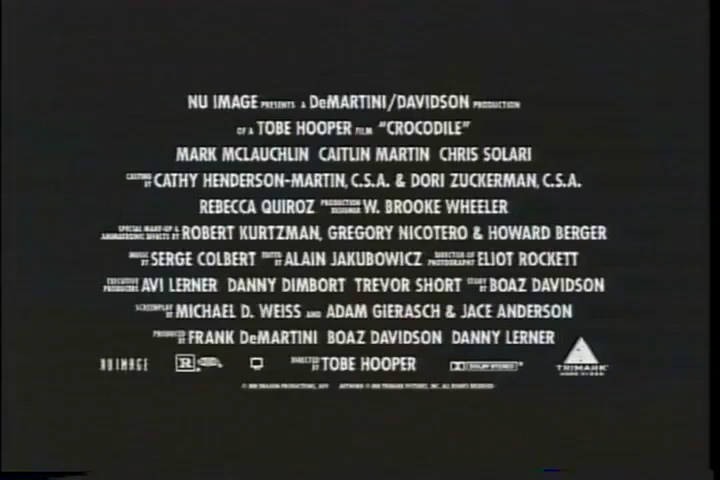 NU IMAGE PRESENTS A DeMARTINI/DAVIDSON PRODUCTION
OF A TOBE HOOPER FILM "CROCODILE"
MARK MCLAUCHLIN CAITLIN MARTIN CHRIS SOLARI
CASTING BY CATHY HENDERSON-MARTIN, C.S.A. & DORI ZUCKERMAN, C.S.A.
REBECCA QUIROZ PRODUCTION DESIGNER W. BROOKE WHEELER
SPECIAL MAKE-UP & ANIMATRONIC EFFECTS BY ROBERT KURTZMAN, GREGORY NICOTERO & HOWARD BERGER
MUSIC BY SERGE COLBERT EDITED BY ALAIN JAKUBOWICZ DIRECTOR OF PHOTOGRAPHY ELIOT ROCKETT
EXECUTIVE PRODUCERS AVI LERNER DANNY DIMBORT TREVOR SHORT STORY BY BOAZ DAVIDSON
SCREENPLAY BY MICHAEL D. WEISS AND ADAM GIERASCH & JACE ANDERSON
PRODUCED BY FRANK DeMARTINI BOAZ DAVIDSON DANNY LERNER
NU IMAGE R DIRECTED BY TOBE HOOPER DOLBY STEREO TRIMARK HOME VIDEO